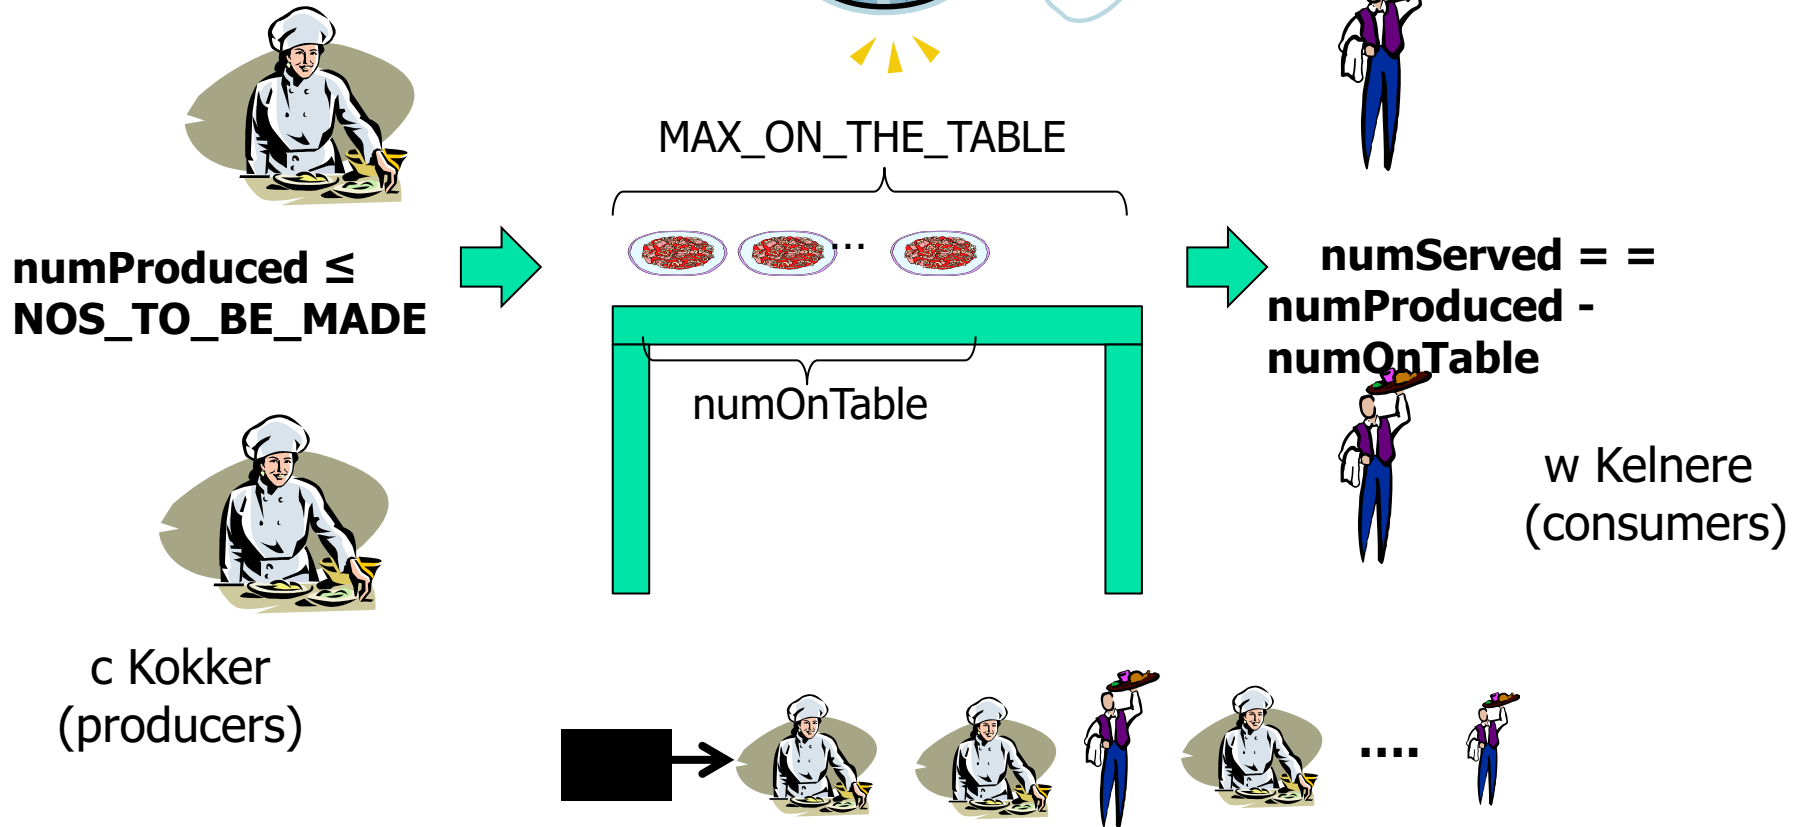 MAX_ON_THE_TABLE
...
numProduced ≤
NOS_TO_BE_MADE
numServed = =
numProduced -
numOnTable
numOnTable
w Kelnere
(consumers)
c Kokker
(producers)
....